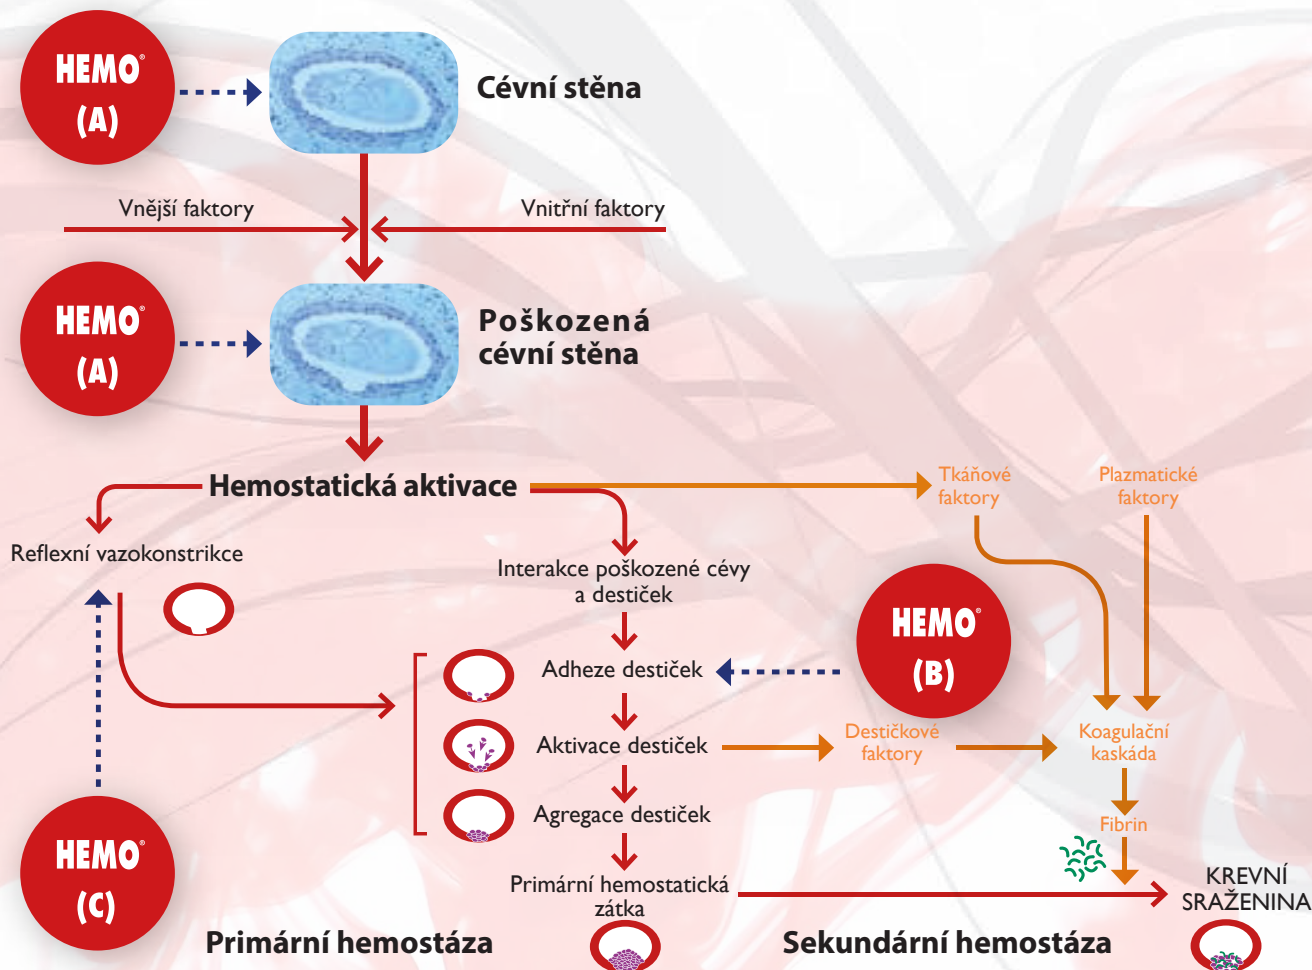 HEMO®
(A)
Cévní stěna
Vnější faktory
Vnitřní faktory
HEMO®
(A)
Poškozená
cévní stěna
Hemostatická aktivace
Tkáňové
faktory
Plazmatické
faktory
Reflexní vazokonstrikce
Interakce poškozené cévy
a destiček
HEMO®
(B)
Adheze destiček
Aktivace destiček
Destičkové
faktory
Koagulační
kaskáda
Agregace destiček
Fibrin
HEMO®
(C)
Primární hemostatická
zátka
KREVNÍ
SRAŽENINA
Primární hemostáza
Sekundární hemostáza